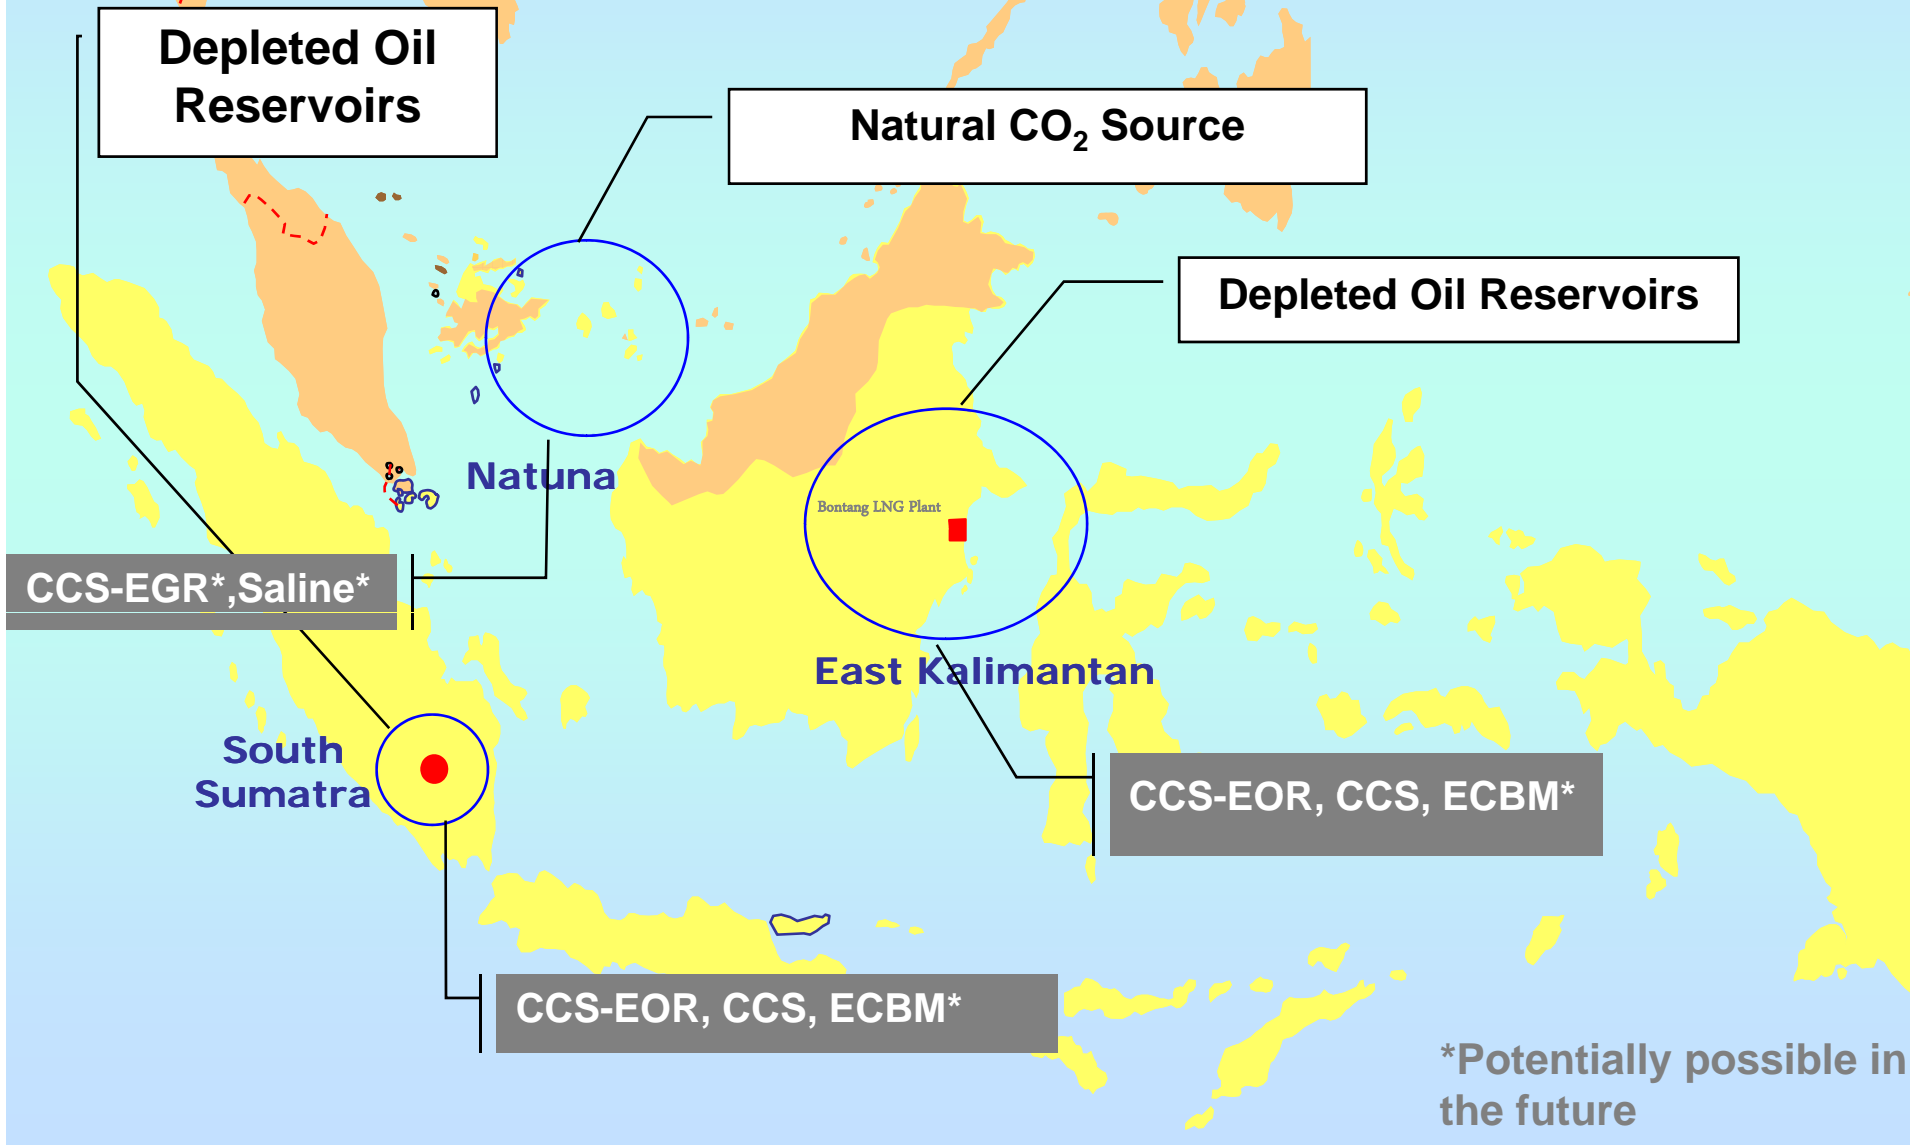 Depleted Oil
Reservoirs
Natural CO₂ Source
Depleted Oil Reservoirs
Natuna
Bontang LNG Plant
CCS-EGR*,Saline*
East Kalimantan
South
Sumatra
CCS-EOR, CCS, ECBM*
CCS-EOR, CCS, ECBM*
*Potentially possible in
the future